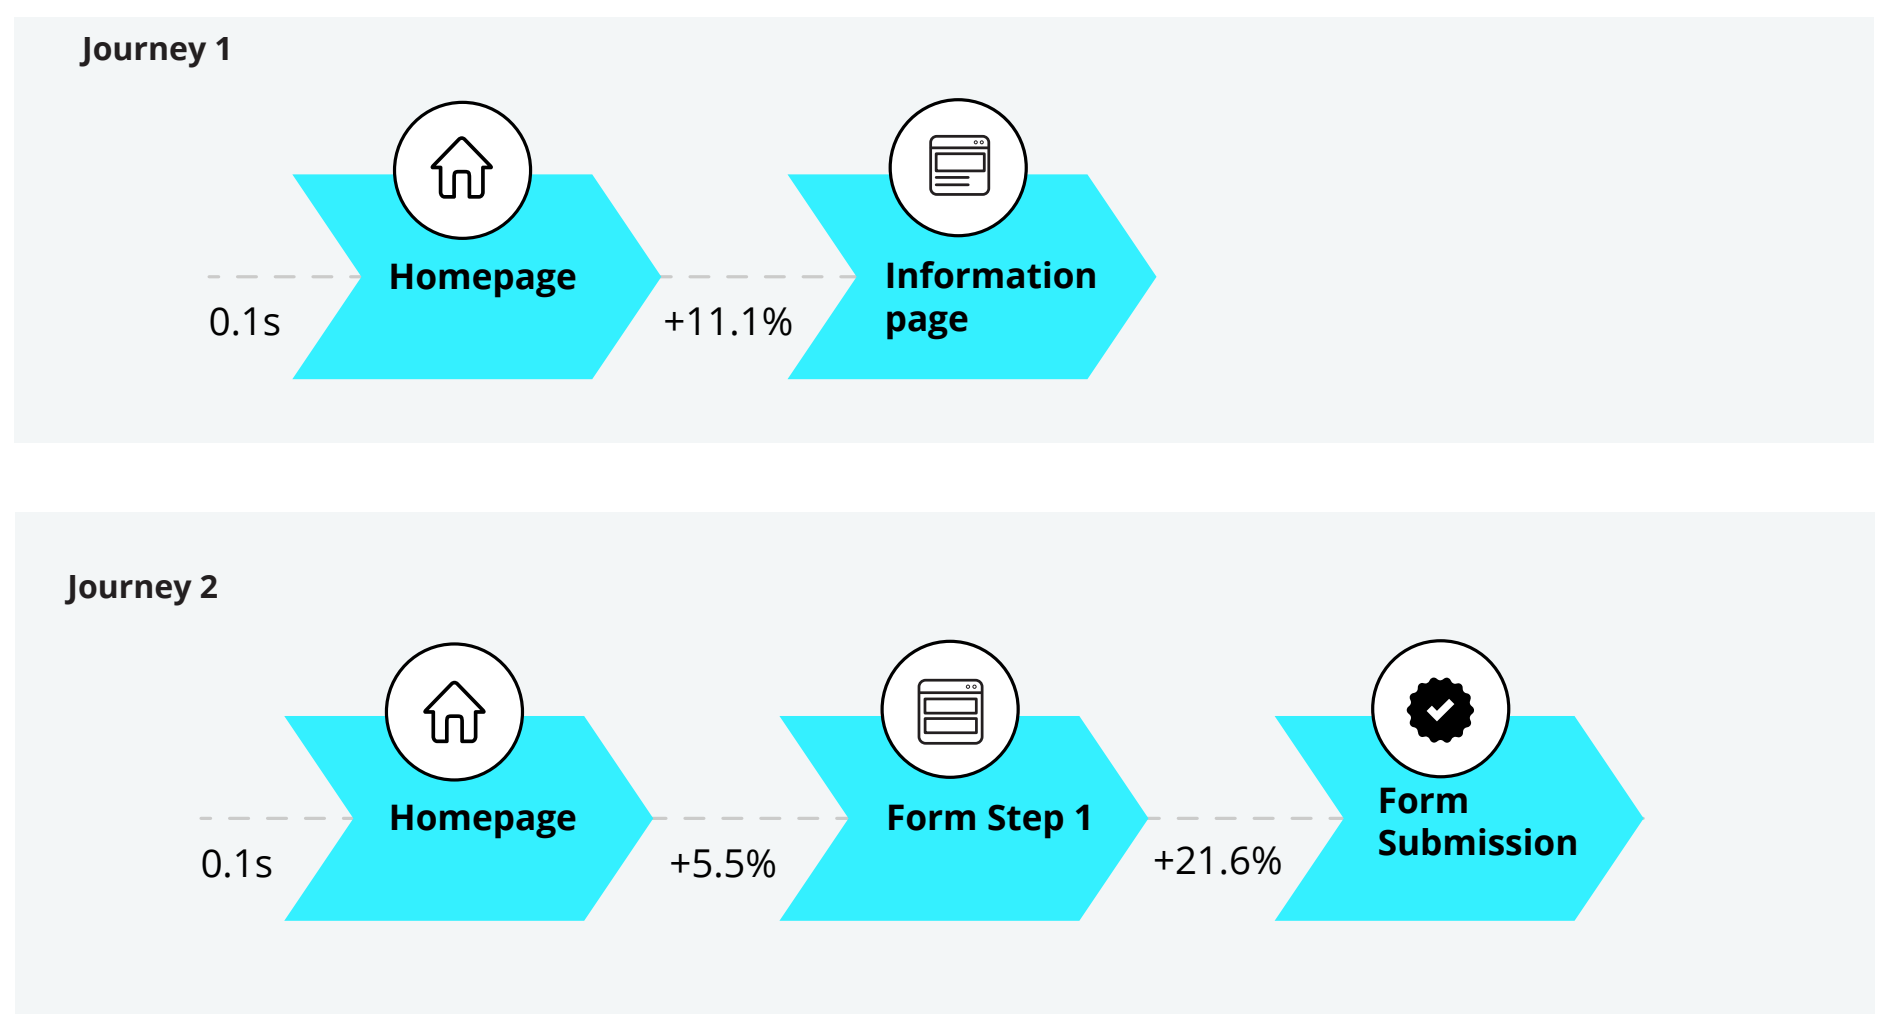 Journey 1
Homepage
Information
page
0.1s
+11.1%
Journey 2
Homepage
Form Step 1
Form
Submission
0.1s
+5.5%
+21.6%